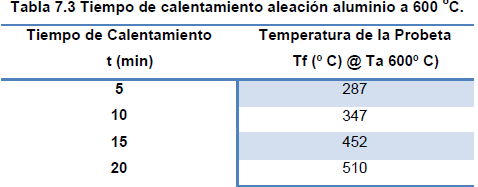 Tabla 7.3 Tiempo de calentamiento aleación aluminio a 600 °C.
Tiempo de Calentamiento Temperatura de la Probeta
t (min) Tf (º C) @ Ta 600º C)
5 287
10 347
15 452
20 510